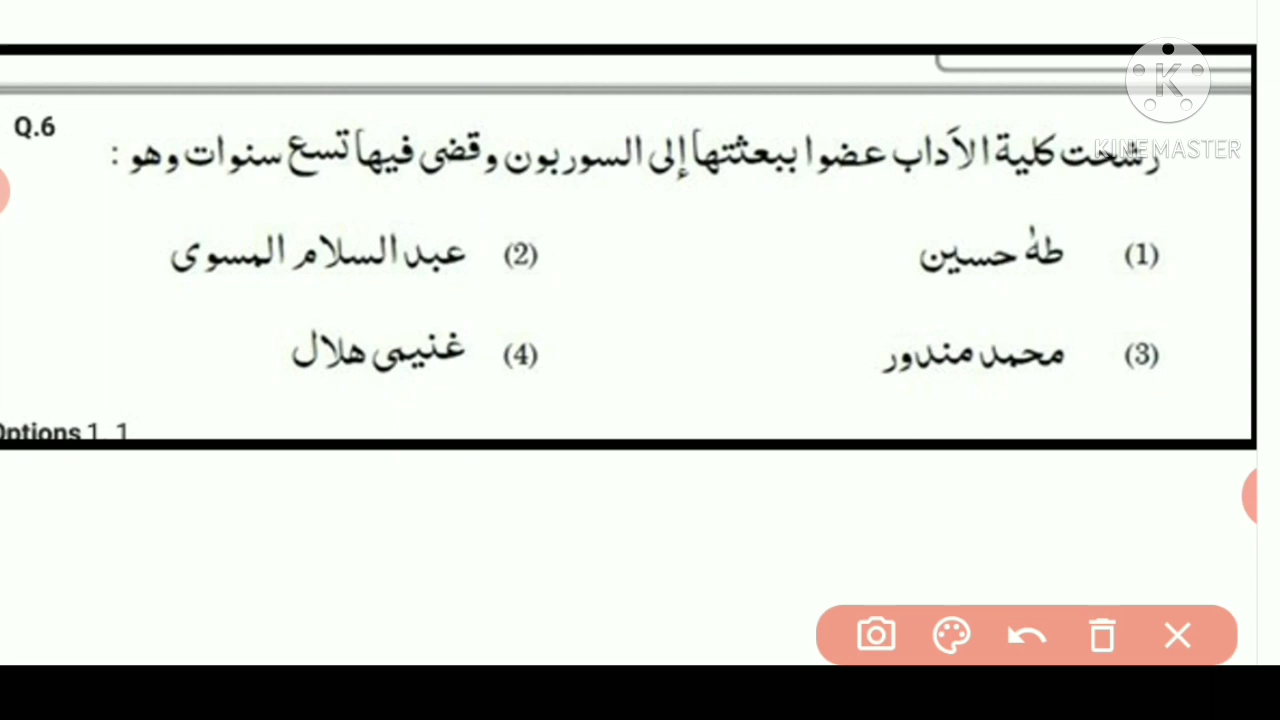 Q.6
رشحت كلية الآداب عضوا ببعثتها إلى السوربون وقضى فيها تسع سنوات وهو :
(1) طهٰ حسين (2) عبد السلام المسوى
(3) محمد مندور (4) غنيمى هلال
Options 1. 1
K
KINEMASTER